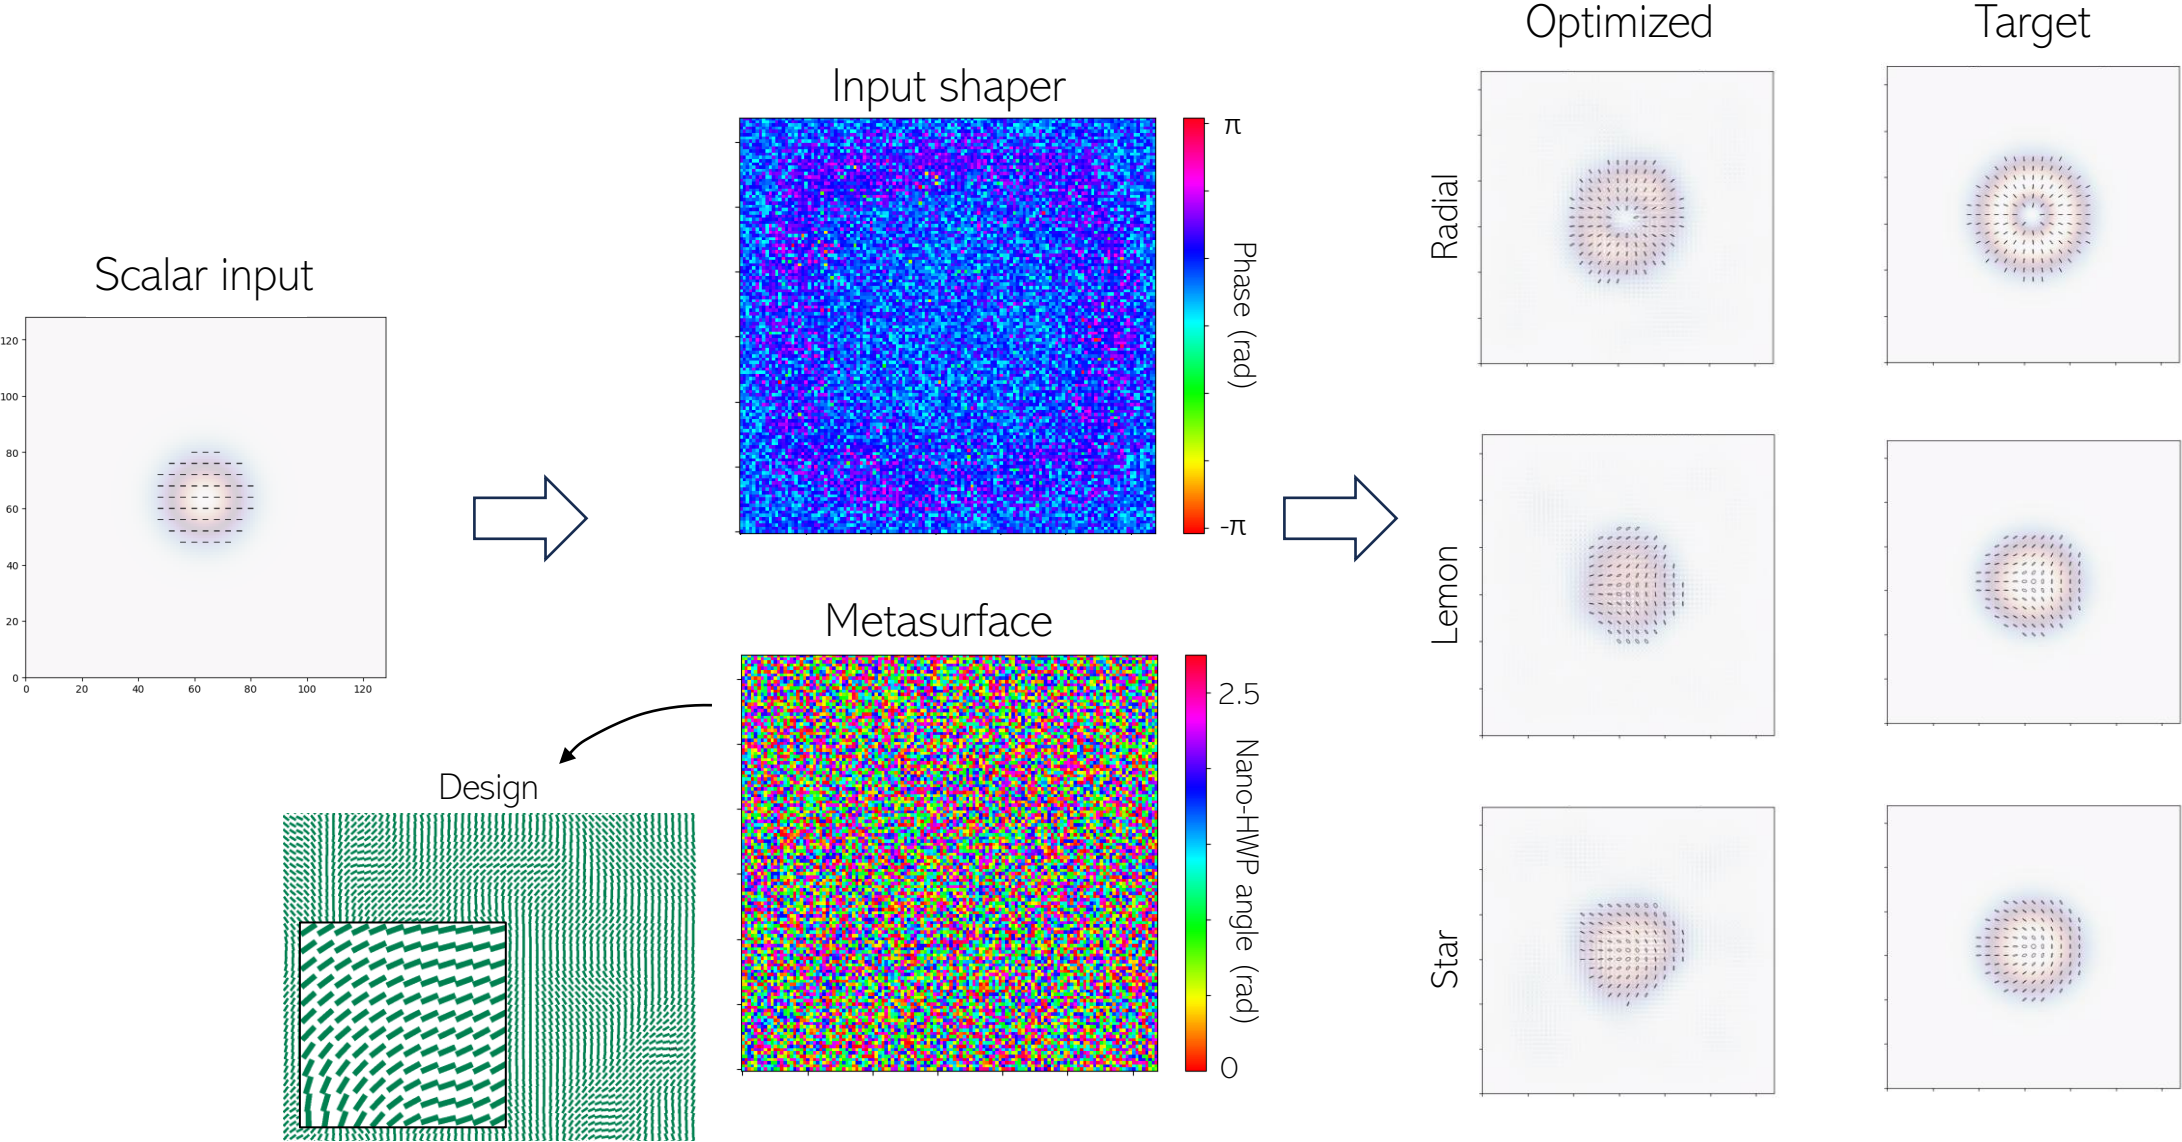 Optimized
Target
Input shaper
π
Phase (rad)
-π
Scalar input
120
100
80
60
40
20
0
0 20 40 60 80 100 120
Radial
Lemon
Star
Metasurface
2.5
Nano-HWP angle (rad)
0
Design